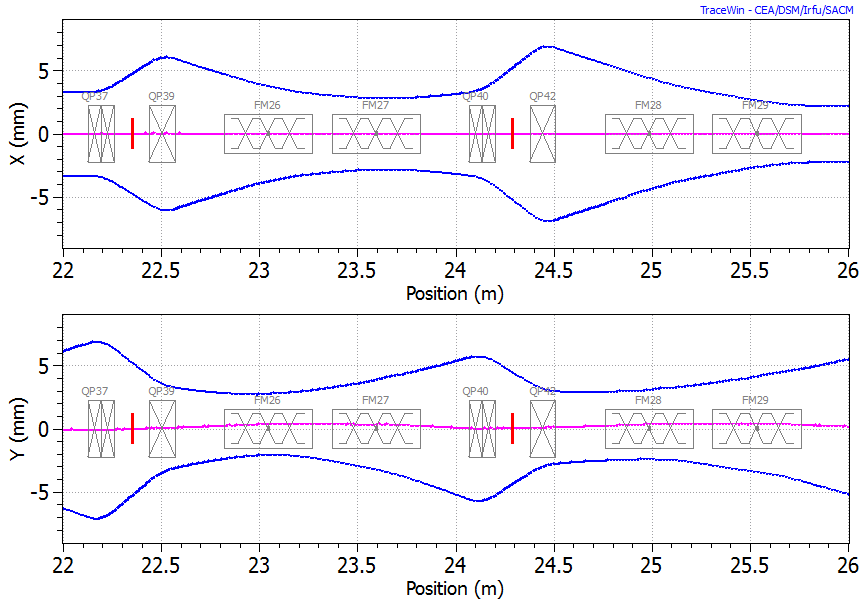 TraceWin - CEA/DSM/Irfu/SACM
X (mm)
5
0
-5
QP37 QP39 FM26 FM27 QP40 QP42 FM28 FM29
22 22.5 23 23.5 24 24.5 25 25.5 26
Position (m)
Y (mm)
5
0
-5
QP37 QP39 FM26 FM27 QP40 QP42 FM28 FM29
22 22.5 23 23.5 24 24.5 25 25.5 26
Position (m)